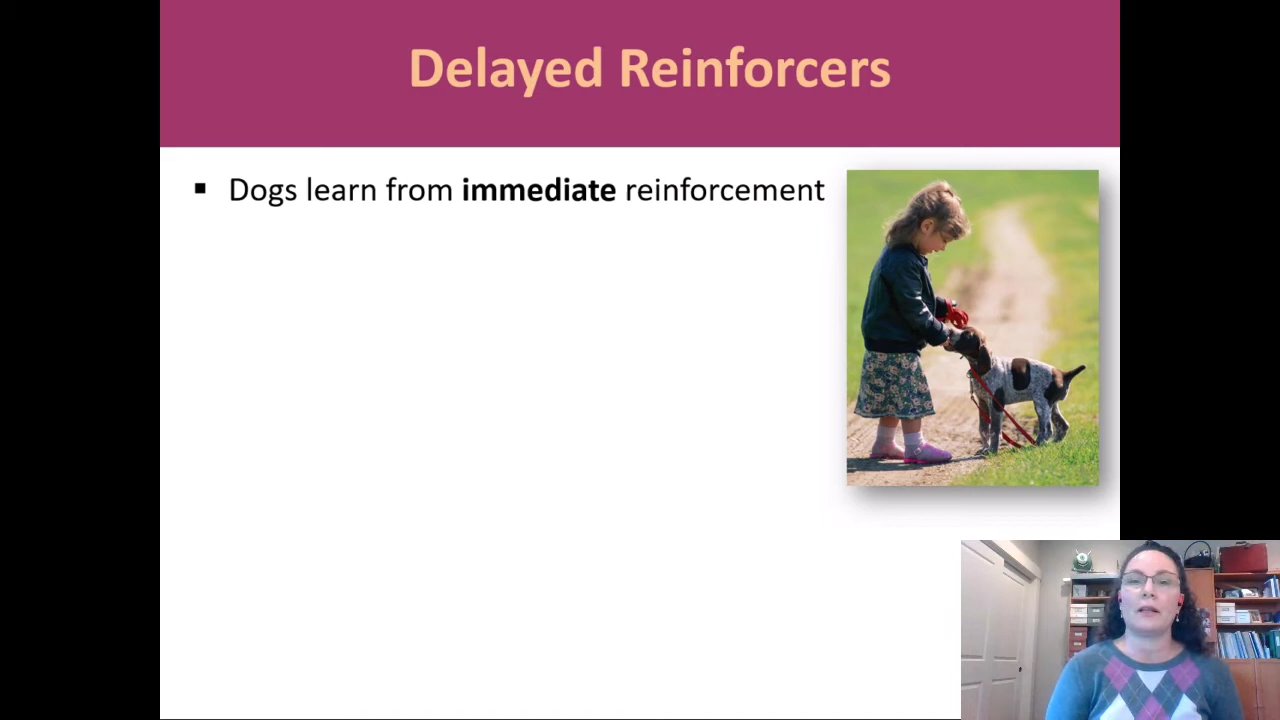 Delayed Reinforcers
▪ Dogs learn from immediate reinforcement